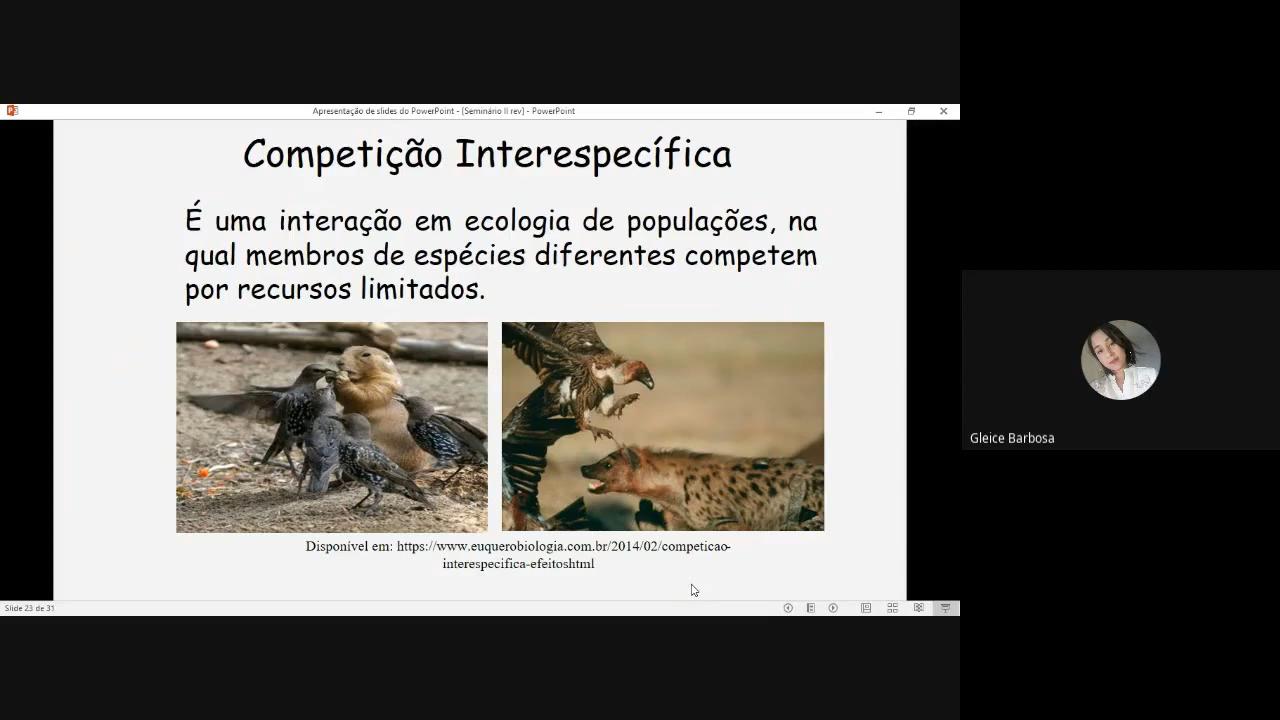 Apresentação de slides do PowerPoint - [Seminário II rev] - PowerPoint
Competição Interespecífica
É uma interação em ecologia de populações, na
qual membros de espécies diferentes competem
por recursos limitados.
Disponível em: https://www.euquerobiologia.com.br/2014/02/competicao-
interespecifica-efeitoshtml
Slide 23 de 31
Gleice Barbosa